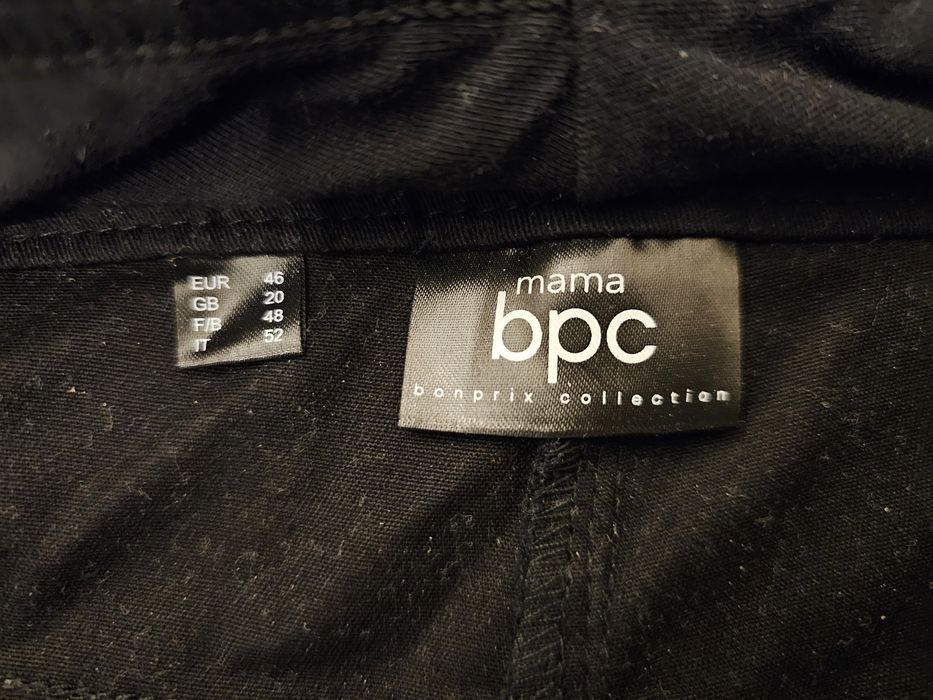 EUR 46
GB 20
F/B 48
IT 52
mama
bpc
bonprix collection